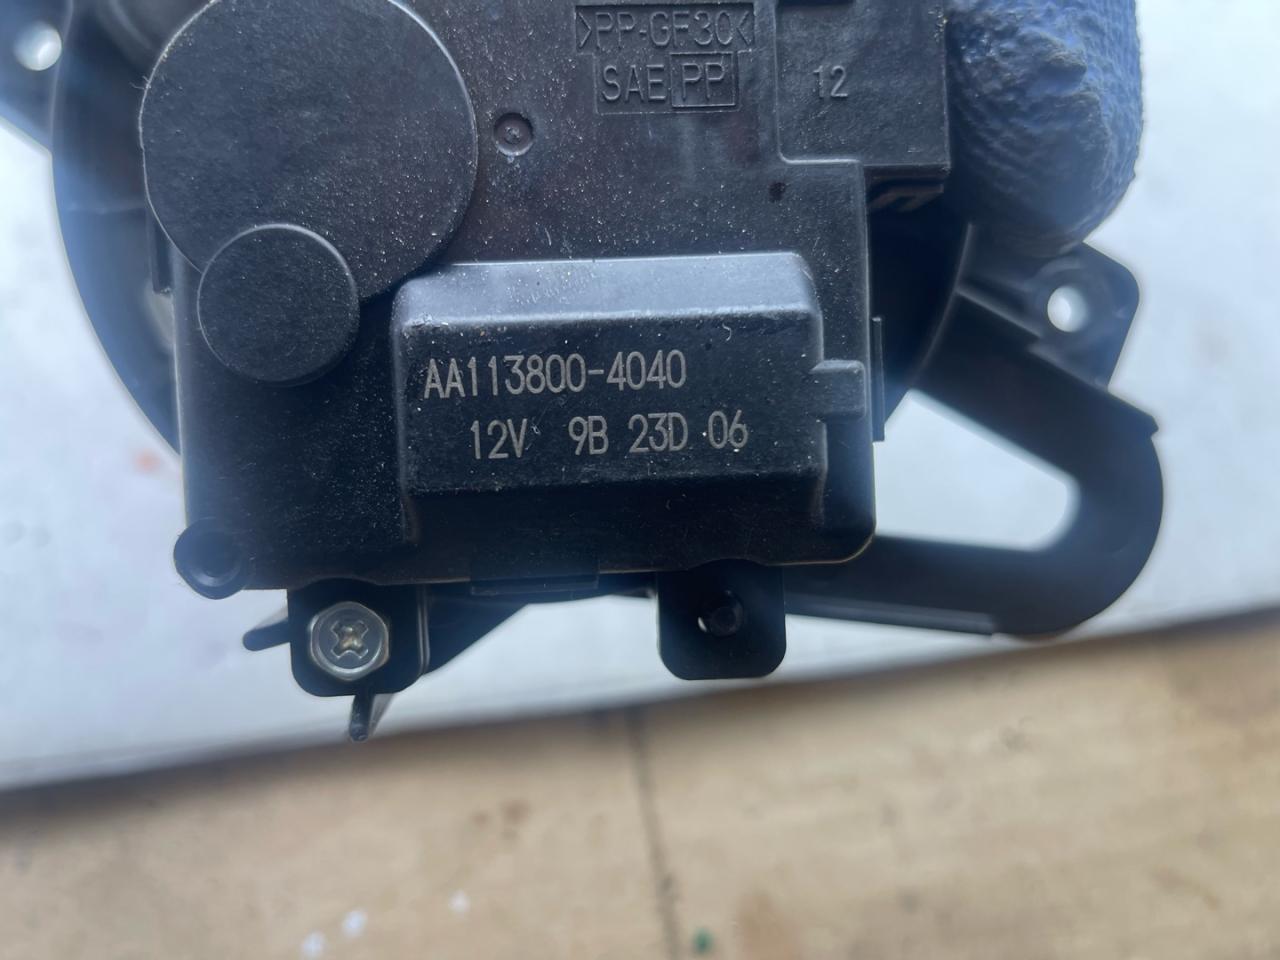 >PP-GF30<
SAE PP
12
AA113800-4040
12V 9B 23D 06